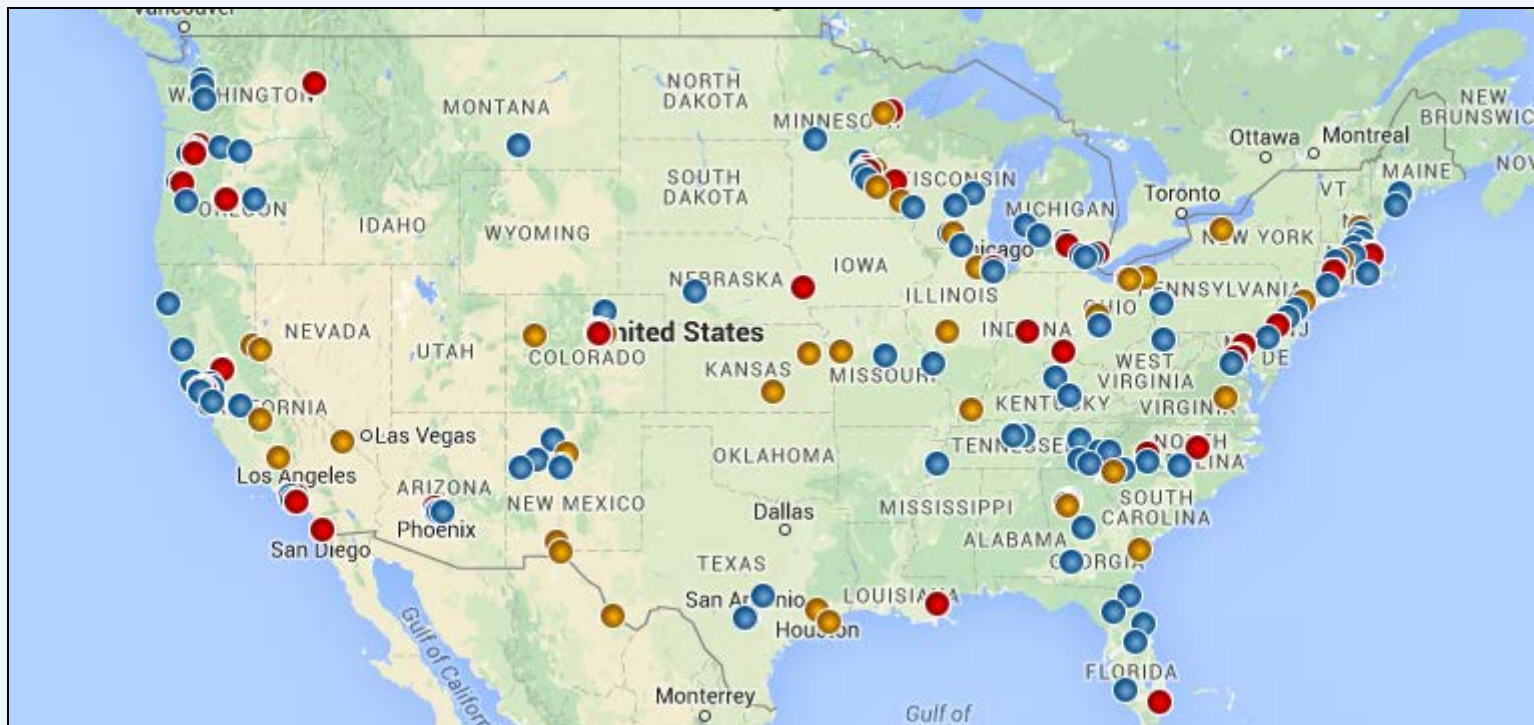 Vancouver
WASHINGTON
MONTANA
NORTH
DAKOTA
MINNESOTA
Ottawa
Montreal
NEW
BRUNSWIC
MAINE
NOV
VT
Toronto
SOUTH
DAKOTA
WISCONSIN
MICHIGAN
OREGON
IDAHO
WYOMING
NEW YORK
N
Chicago
IOWA
NEBRASKA
ILLINOIS
OHIO
PENNSYLVANIA
NEVADA
UTAH
COLORADO
United States
INDIANA
NJ
DE
KANSAS
MISSOURI
WEST
VIRGINIA
KENTUCKY
VIRGINIA
CALIFORNIA
Las Vegas
OKLAHOMA
TENNESSEE
NORTH
CAROLINA
Los Angeles
ARIZONA
NEW MEXICO
Phoenix
Dallas
MISSISSIPPI
SOUTH
CAROLINA
San Diego
ALABAMA
GEORGIA
TEXAS
San Antonio
Houston
LOUISIANA
Gulf of Californ
FLORIDA
Monterrey
Gulf of